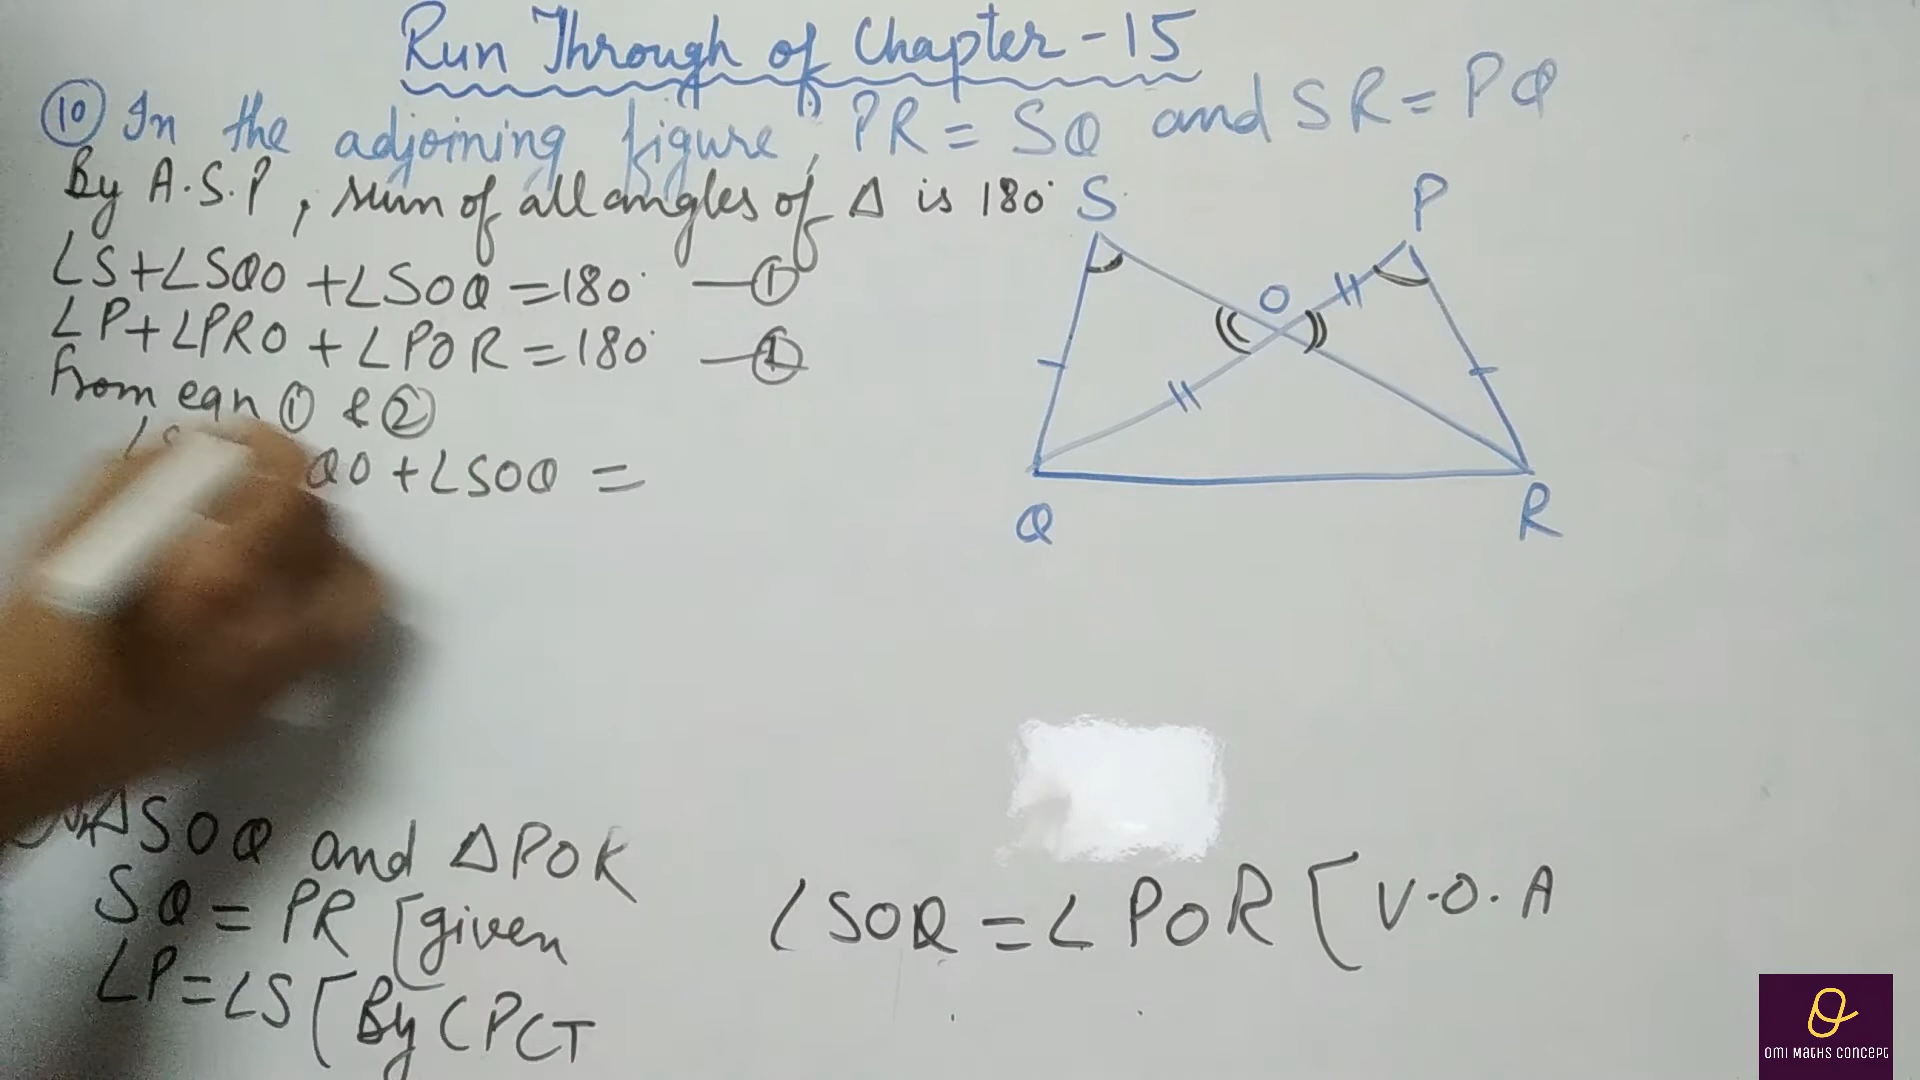 Run Through of Chapter-15
⑩ In the adjoining figure, PR = SQ and SR = PQ
By A.S.P, sum of all angles of Δ is 180°
∠S+∠SQO+∠SOQ=180° —①
∠P+∠PRO+∠POR=180° —②
From eqn ① & ②
QO+∠SOQ =
S
P
O
Q
R
ΔSOQ and ΔPOR
SQ = PR [given
∠P=∠S [By CPCT
∠SOQ=∠POR [V.O.A
OMI MATHS CONCEPT